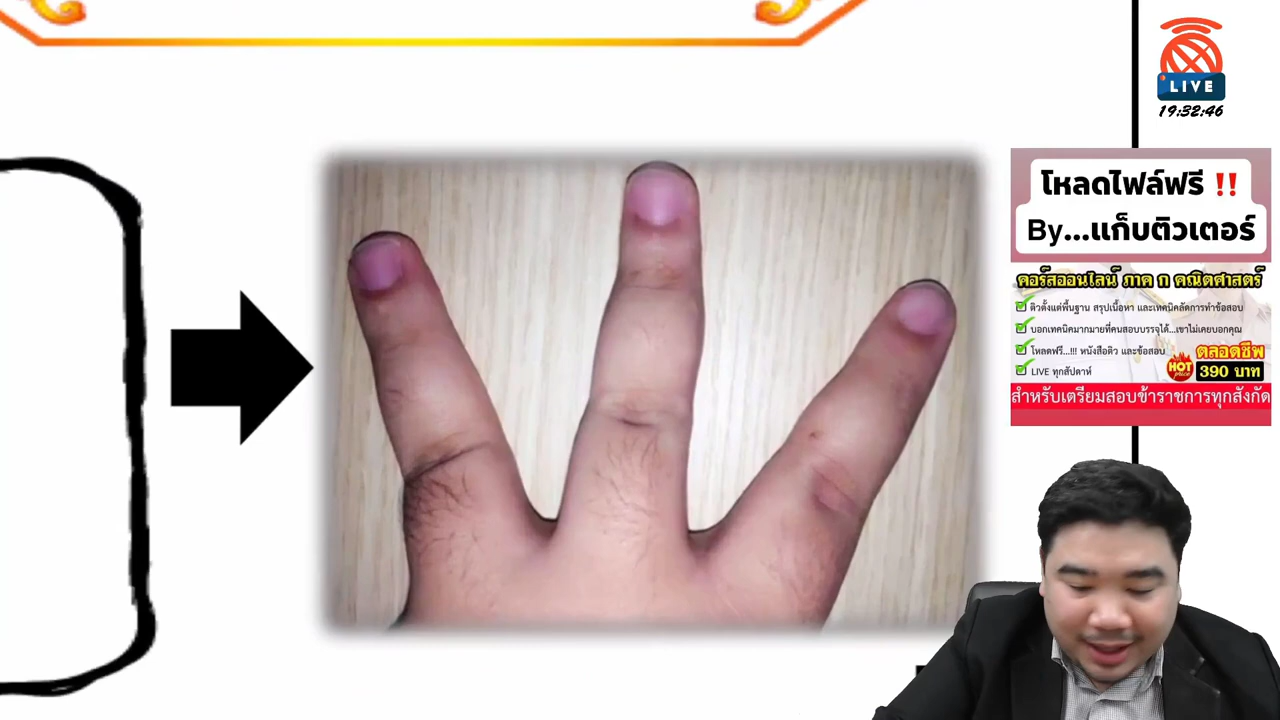 LIVE
19:32:46
โหลดไฟล์ฟรี ‼️
By...แก็บติวเตอร์
คอร์สออนไลน์ ภาค ก คณิตศาสตร์
ติวตั้งแต่พื้นฐาน สรุปเนื้อหา และเทคนิคลัดการทำข้อสอบ
บอกเทคนิคมากมายที่คนสอบบรรจุได้...เขาไม่เคยบอกคุณ
โหลดฟรี...!!! หนังสือติว และข้อสอบ
LIVE ทุกสัปดาห์
HOT
price
ตลอดชีพ
390 บาท
สำหรับเตรียมสอบข้าราชการทุกสังกัด